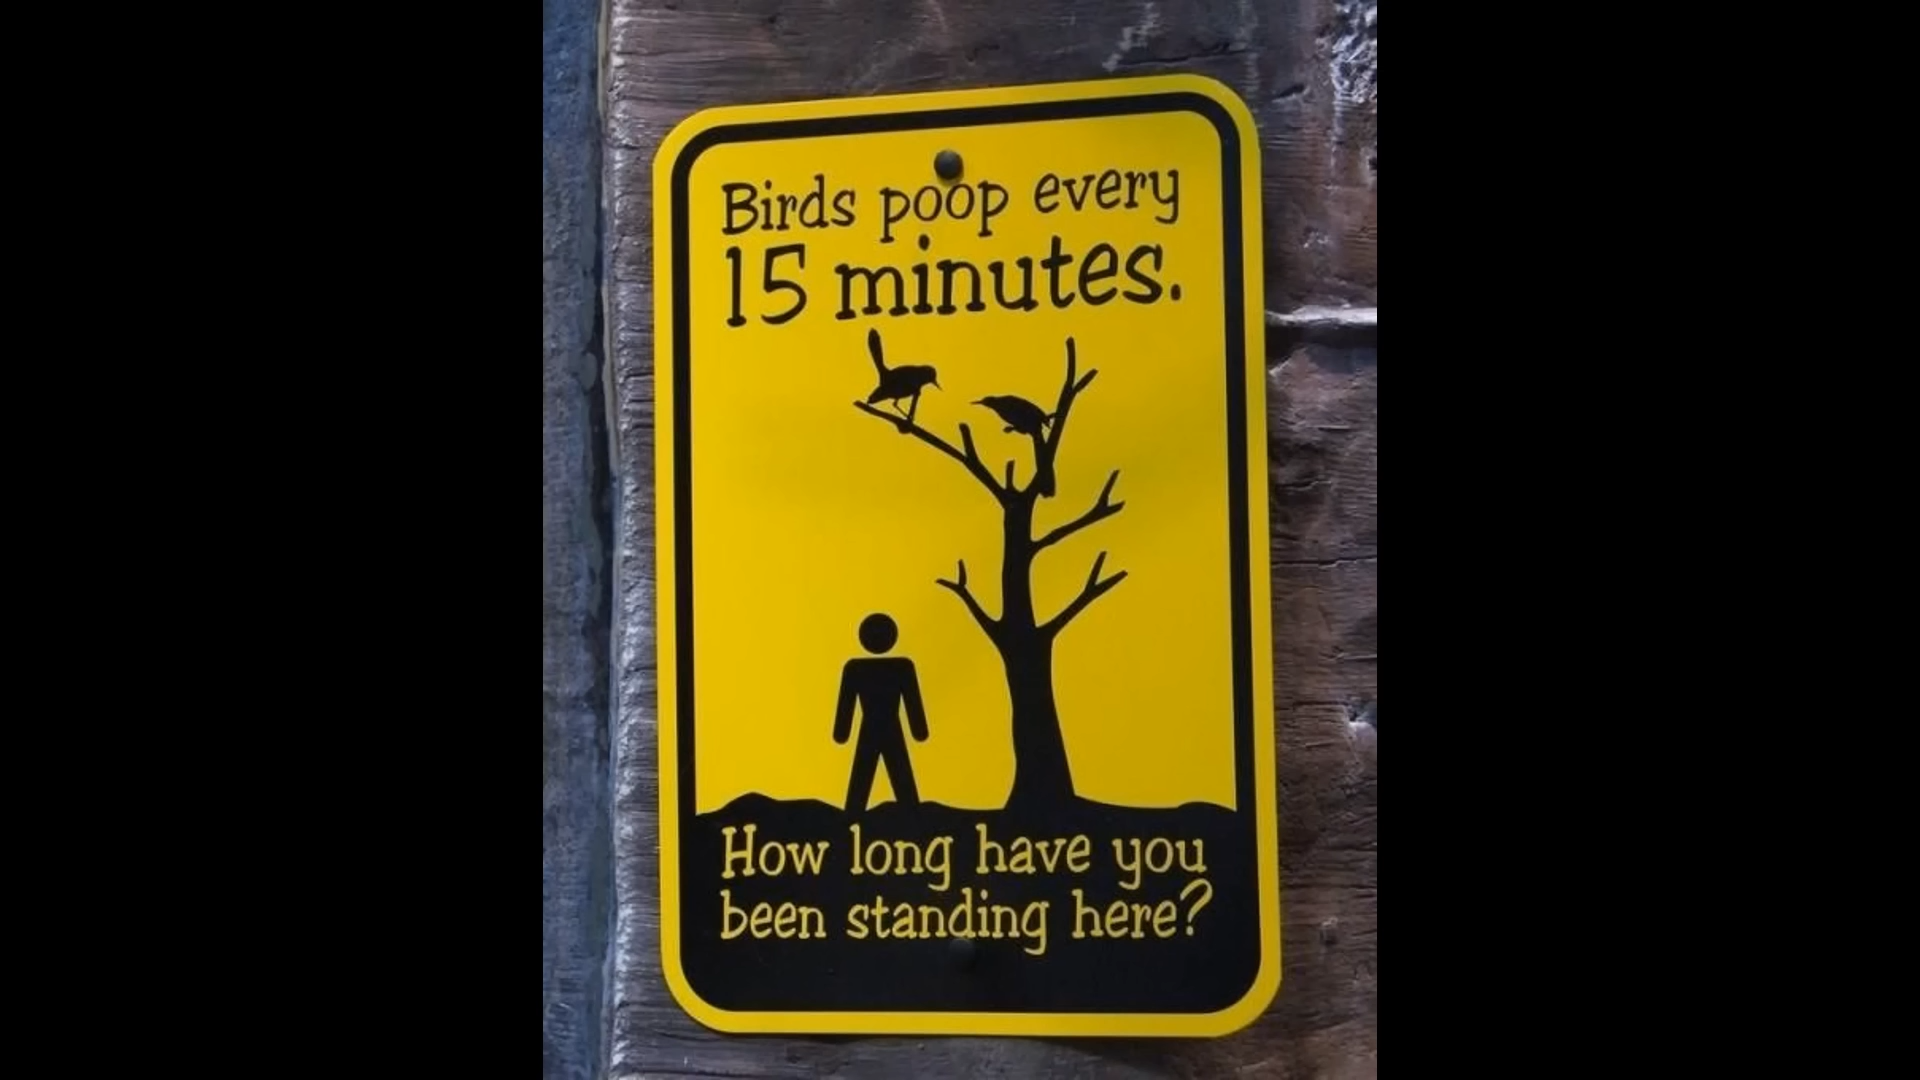 Birds poop every
15 minutes.
How long have you
been standing here?